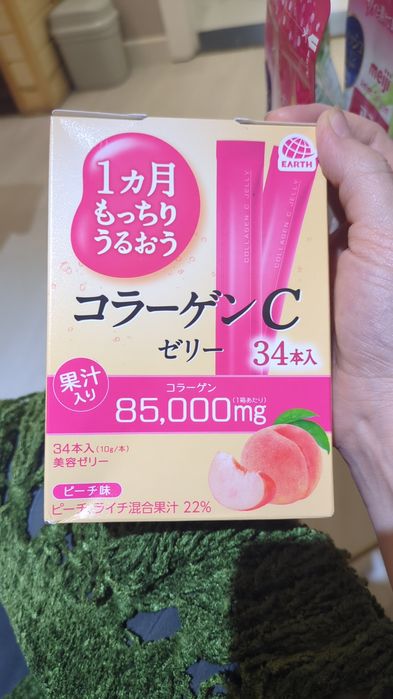 1カ月
もっちり
うるおう
EARTH
COLLAGEN C JELLY
COLLAGEN C JELLY
コラーゲンC
ゼリー
34本入
果汁
入り
コラーゲン
(1箱あたり)
85,000mg
34本入(10g/本)
美容ゼリー
ピーチ味
ピーチ、ライチ混合果汁 22%
meiji